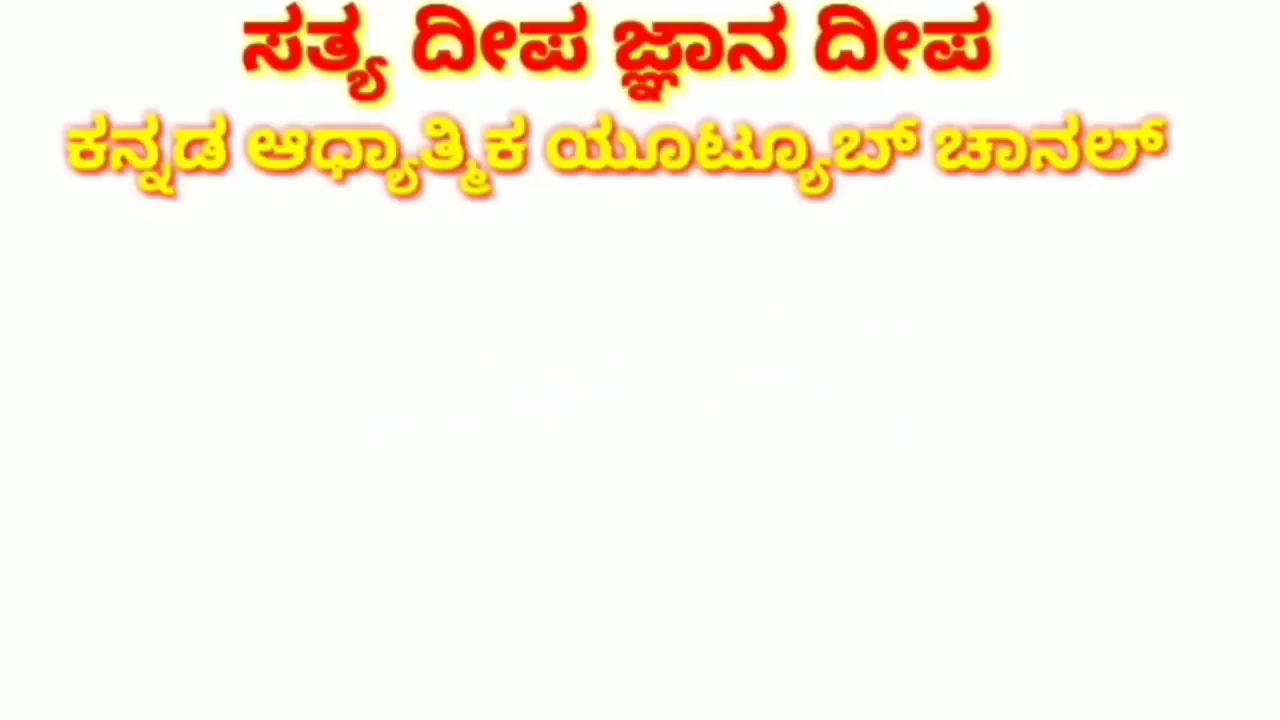 ಸತ್ಯ ದೀಪ ಜ್ಞಾನ ದೀಪ
ಕನ್ನಡ ಆಧ್ಯಾತ್ಮಿಕ ಯೂಟ್ಯೂಬ್ ಚಾನಲ್